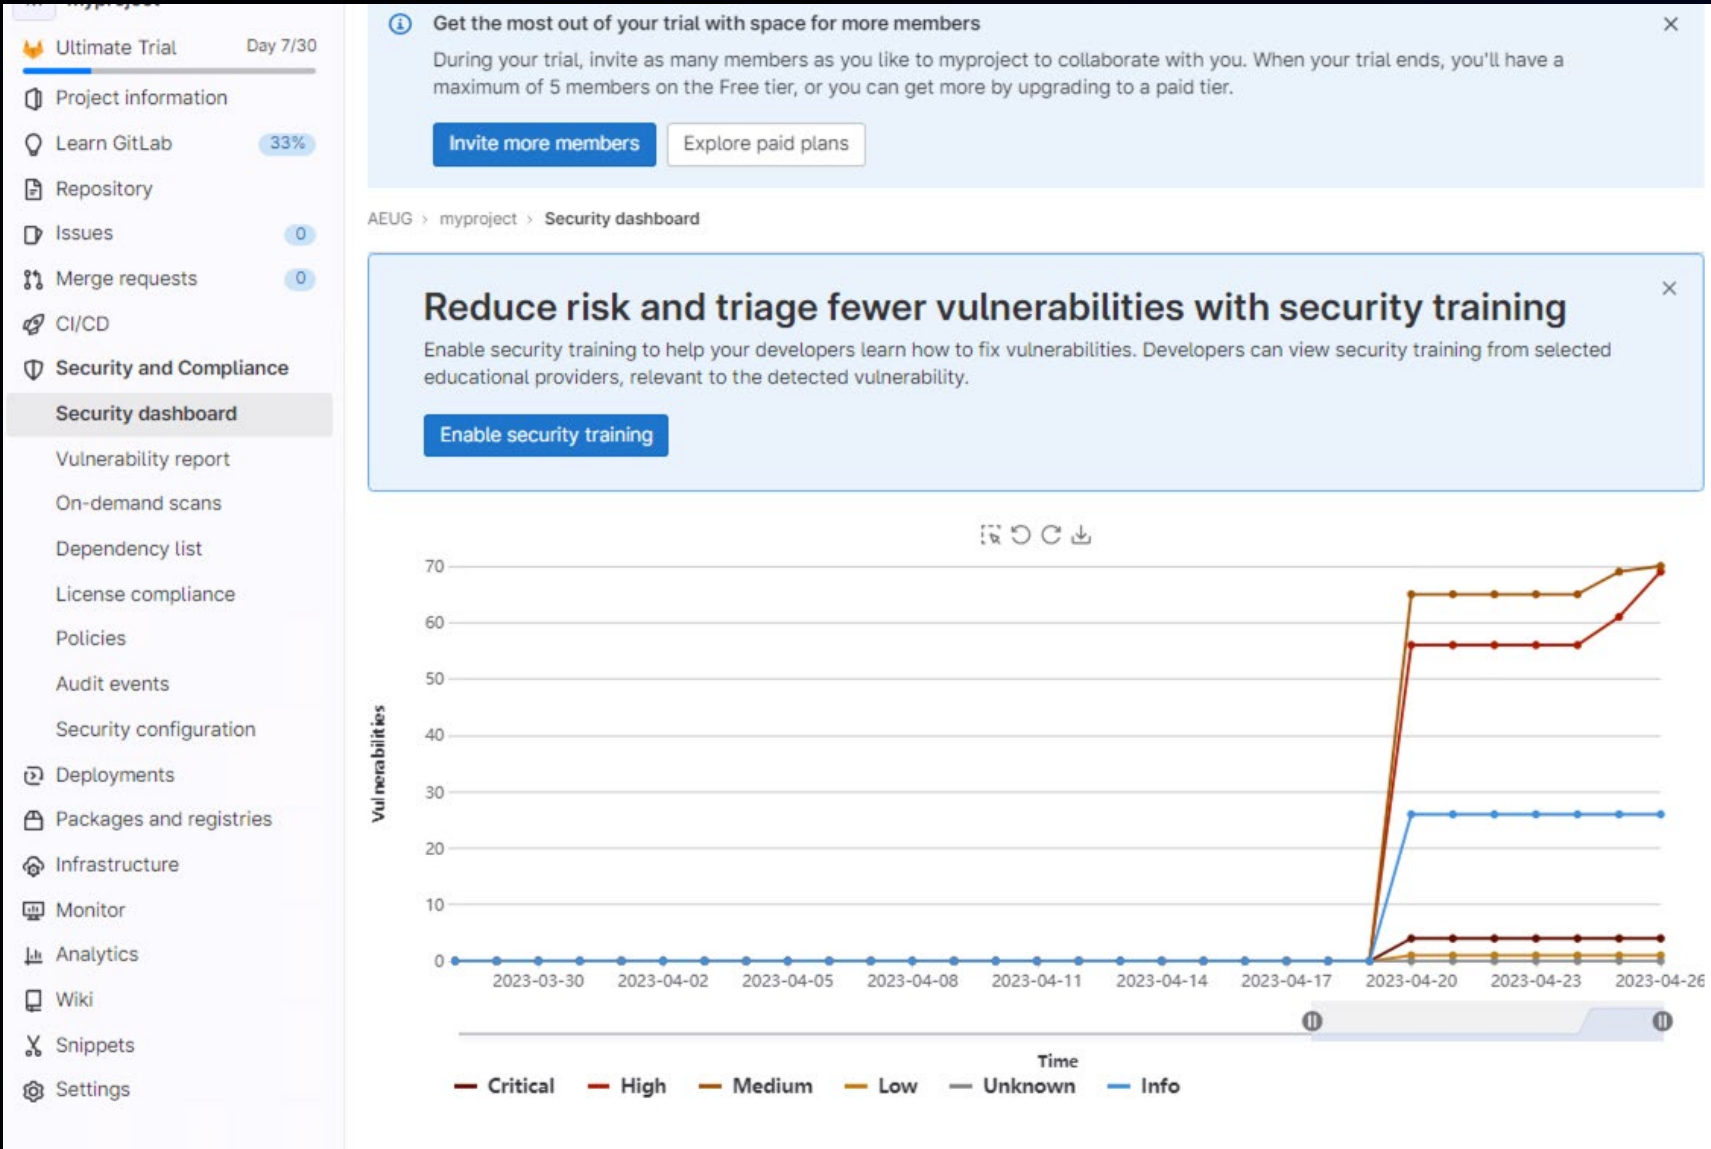 myproject
Ultimate Trial
Day 7/30
Project information
Learn GitLab
33%
Repository
Issues
0
Merge requests
0
CI/CD
Security and Compliance
Security dashboard
Vulnerability report
On-demand scans
Dependency list
License compliance
Policies
Audit events
Security configuration
Deployments
Packages and registries
Infrastructure
Monitor
Analytics
Wiki
Snippets
Settings
Get the most out of your trial with space for more members
During your trial, invite as many members as you like to myproject to collaborate with you. When your trial ends, you'll have a
maximum of 5 members on the Free tier, or you can get more by upgrading to a paid tier.
Invite more members
Explore paid plans
AEUG > myproject > Security dashboard
Reduce risk and triage fewer vulnerabilities with security training
Enable security training to help your developers learn how to fix vulnerabilities. Developers can view security training from selected
educational providers, relevant to the detected vulnerability.
Enable security training
Vulnerabilities
70
60
50
40
30
20
10
0
2023-03-30
2023-04-02
2023-04-05
2023-04-08
2023-04-11
2023-04-14
2023-04-17
2023-04-20
2023-04-23
2023-04-26
Time
Critical
High
Medium
Low
Unknown
Info